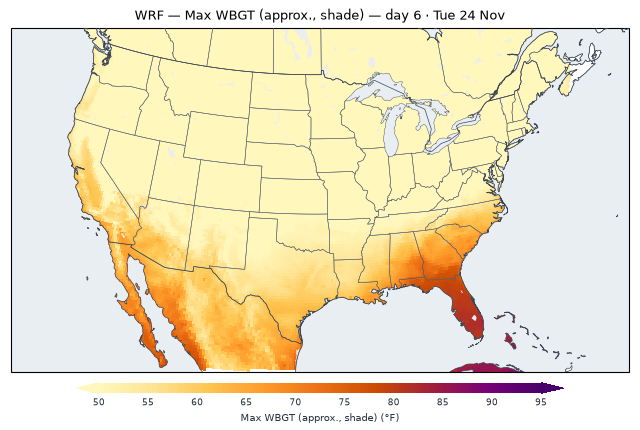 WRF — Max WBGT (approx., shade) — day 6 · Tue 24 Nov
50 55 60 65 70 75 80 85 90 95
Max WBGT (approx., shade) (°F)